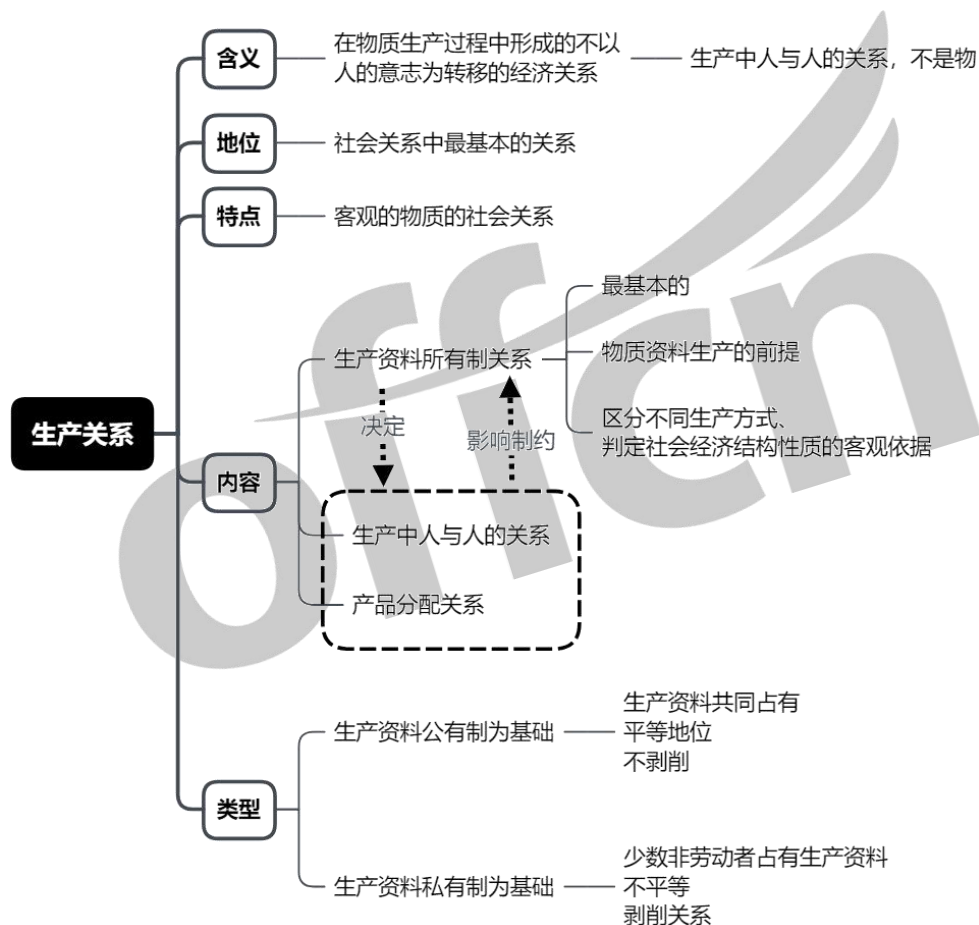 生产关系
含义
在物质生产过程中形成的不以
人的意志为转移的经济关系
生产中人与人的关系，不是物
地位
社会关系中最基本的关系
特点
客观的物质的社会关系
内容
生产资料所有制关系
最基本的
物质资料生产的前提
区分不同生产方式、
判定社会经济结构性质的客观依据
决定
影响制约
生产中人与人的关系
产品分配关系
类型
生产资料公有制为基础
生产资料共同占有
平等地位
不剥削
生产资料私有制为基础
少数非劳动者占有生产资料
不平等
剥削关系
offcn